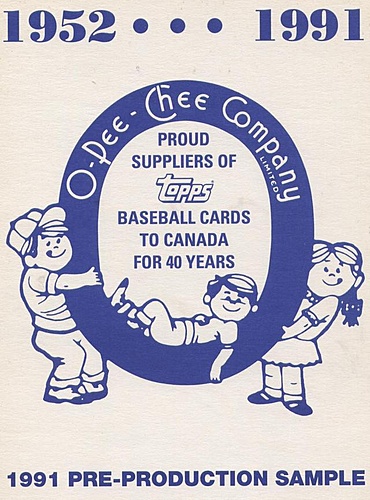 1952 • • • 1991
O-Pee-Chee Company
LIMITED
PROUD
SUPPLIERS OF
Topps
BASEBALL CARDS
TO CANADA
FOR 40 YEARS
1991 PRE-PRODUCTION SAMPLE